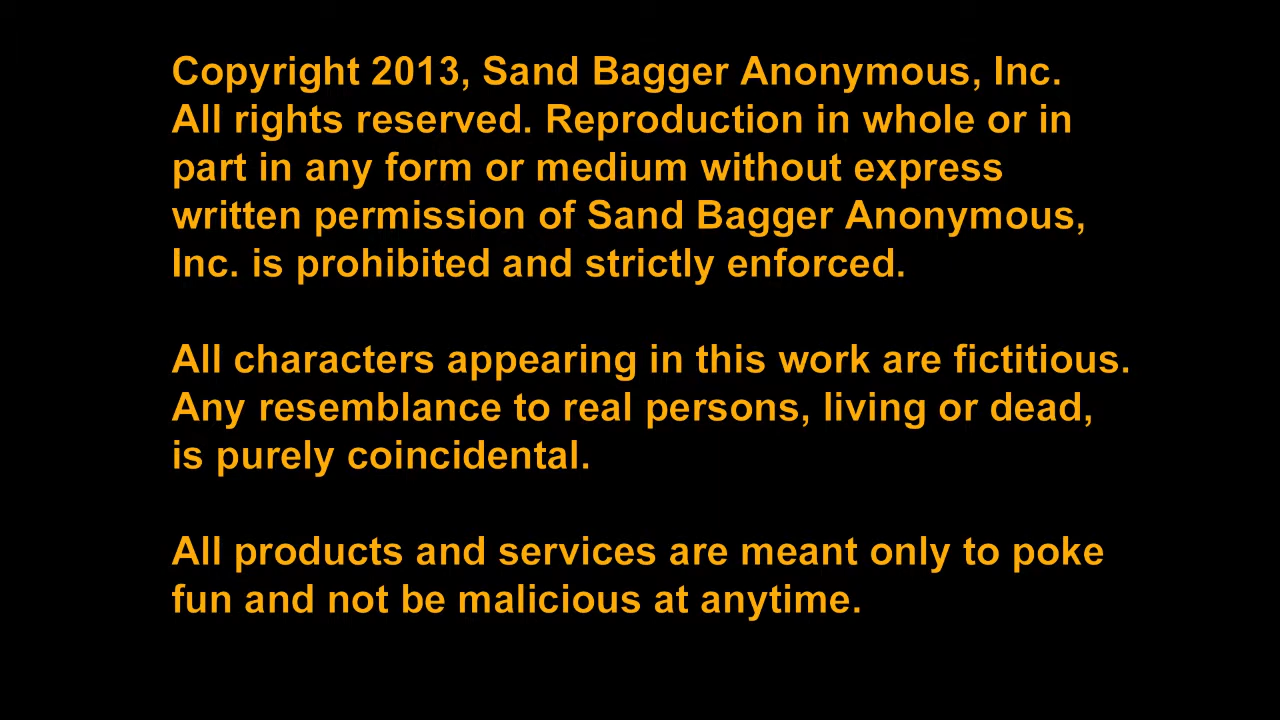 Copyright 2013, Sand Bagger Anonymous, Inc.
All rights reserved. Reproduction in whole or in
part in any form or medium without express
written permission of Sand Bagger Anonymous,
Inc. is prohibited and strictly enforced.
All characters appearing in this work are fictitious.
Any resemblance to real persons, living or dead,
is purely coincidental.
All products and services are meant only to poke
fun and not be malicious at anytime.